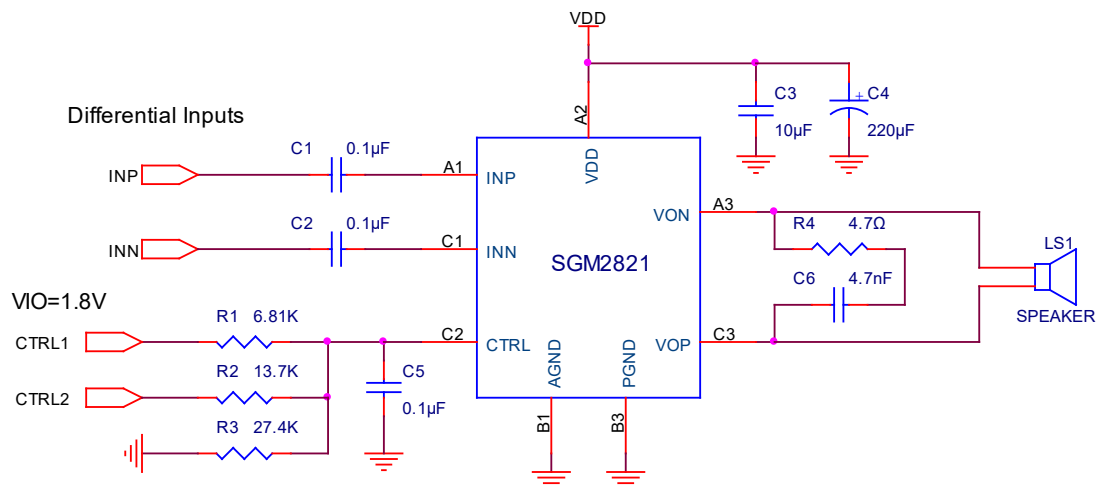 VDD
Differential Inputs
C3
10µF
+
C4
220µF
A2
C1
0.1µF
INP
A1
INP
VDD
C2
0.1µF
INN
C1
INN
VON
A3
R4
4.7Ω
SGM2821
C6
4.7nF
LS1
SPEAKER
VIO=1.8V
CTRL1
R1
6.81K
C2
CTRL
VOP
C3
CTRL2
R2
13.7K
C5
0.1µF
AGND
PGND
R3
27.4K
B1
B3